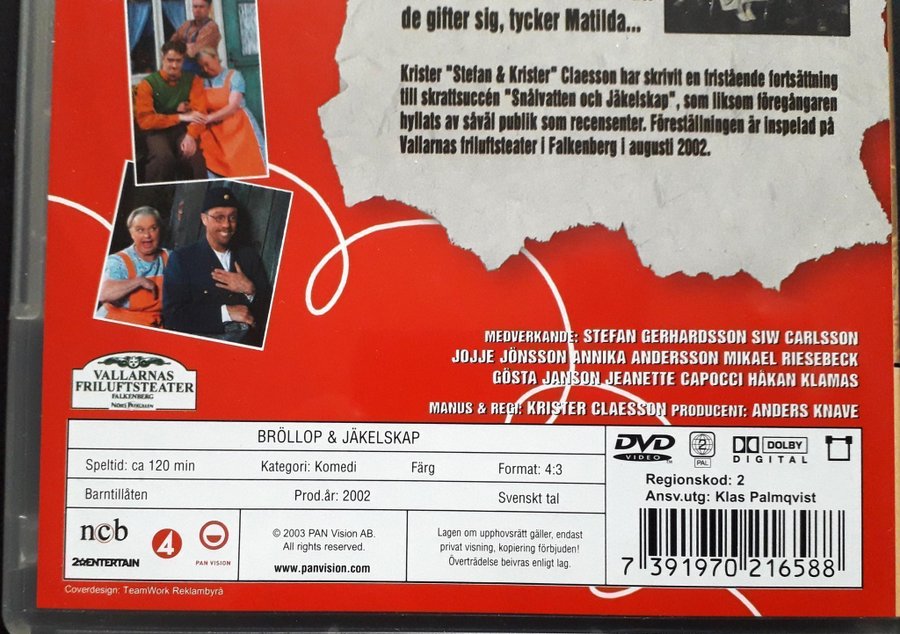 de gifter sig, tycker Matilda...
Krister "Stefan & Krister" Claesson har skrivit en fristående fortsättning
till skrattsuccén "Snålvatten och Jäkelskap", som liksom föregångaren
hyllats av såväl publik som recensenter. Föreställningen är inspelad på
Vallarnas friluftsteater i Falkenberg i augusti 2002.
MEDVERKANDE: STEFAN GERHARDSSON SIW CARLSSON
JOJJE JÖNSSON ANNIKA ANDERSSON MIKAEL RIESEBECK
GÖSTA JANSON JEANETTE CAPOCCI HÅKAN KLAMAS
MANUS & REGI: KRISTER CLAESSON PRODUCENT: ANDERS KNAVE
VALLARNAS
FRILUFTSTEATER
FALKENBERG
BRÖLLOP & JÄKELSKAP
Speltid: ca 120 min Kategori: Komedi Färg Format: 4:3
Barntillåten Prod.år: 2002 Svenskt tal
ncb 4
2ENTERTAIN PAN VISION
© 2003 PAN Vision AB.
All rights reserved.
www.panvision.com
Lagen om upphovsrätt gäller, endast
privat visning, kopiering förbjuden!
Överträdelse beivras enligt lag.
DVD VIDEO 2 PAL DOLBY DIGITAL
Regionskod: 2
Ansv.utg: Klas Palmqvist
7 391970 216588
Coverdesign: TeamWork Reklambyrå